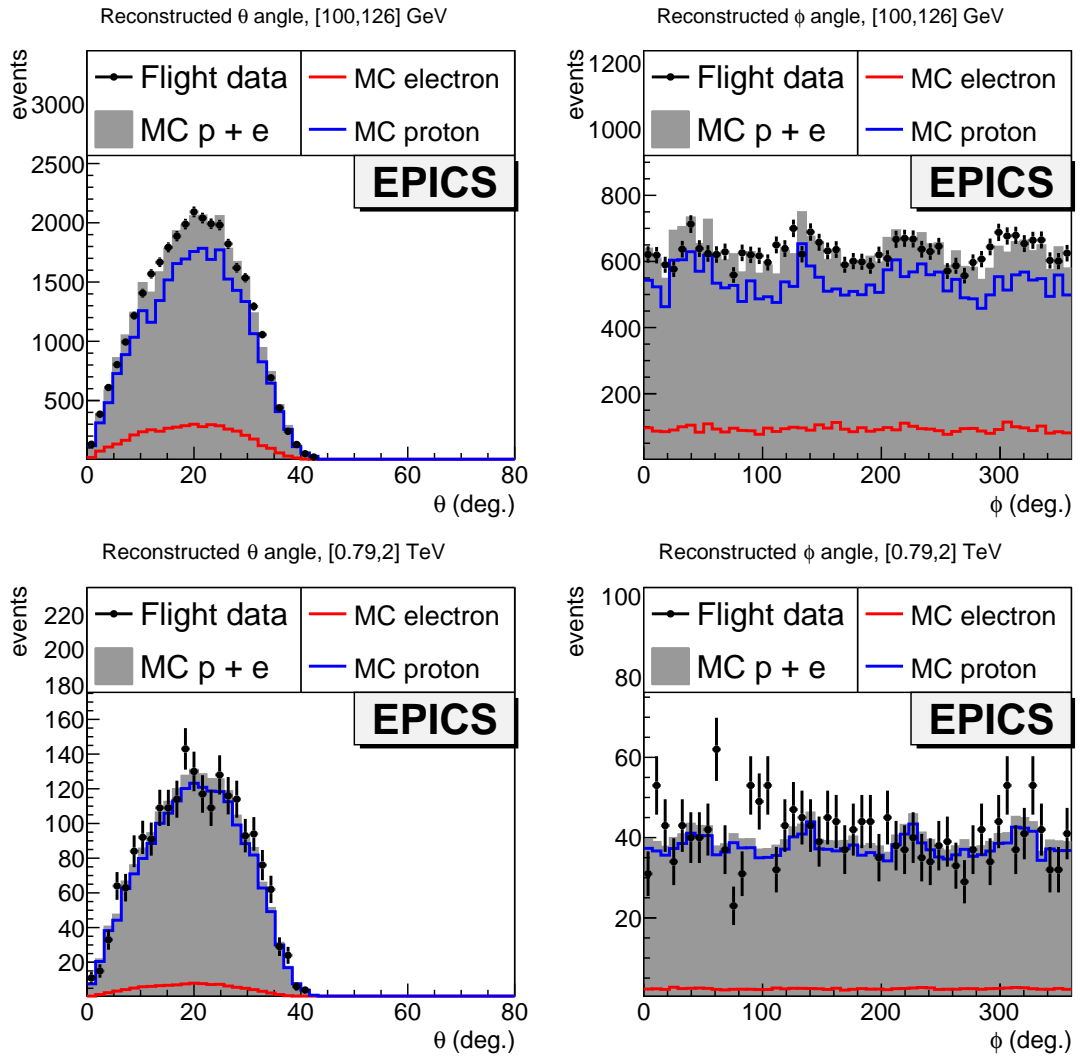 Reconstructed θ angle, [100,126] GeV
events
Flight data
MC electron
MC p + e
MC proton
EPICS
3000
2500
2000
1500
1000
500
0 20 40 60 80
θ (deg.)
Reconstructed ϕ angle, [100,126] GeV
events
Flight data
MC electron
MC p + e
MC proton
EPICS
1200
1000
800
600
400
200
0 100 200 300
ϕ (deg.)
Reconstructed θ angle, [0.79,2] TeV
events
Flight data
MC electron
MC p + e
MC proton
EPICS
220
200
180
160
140
120
100
80
60
40
20
0 20 40 60 80
θ (deg.)
Reconstructed ϕ angle, [0.79,2] TeV
events
Flight data
MC electron
MC p + e
MC proton
EPICS
100
80
60
40
20
0 100 200 300
ϕ (deg.)